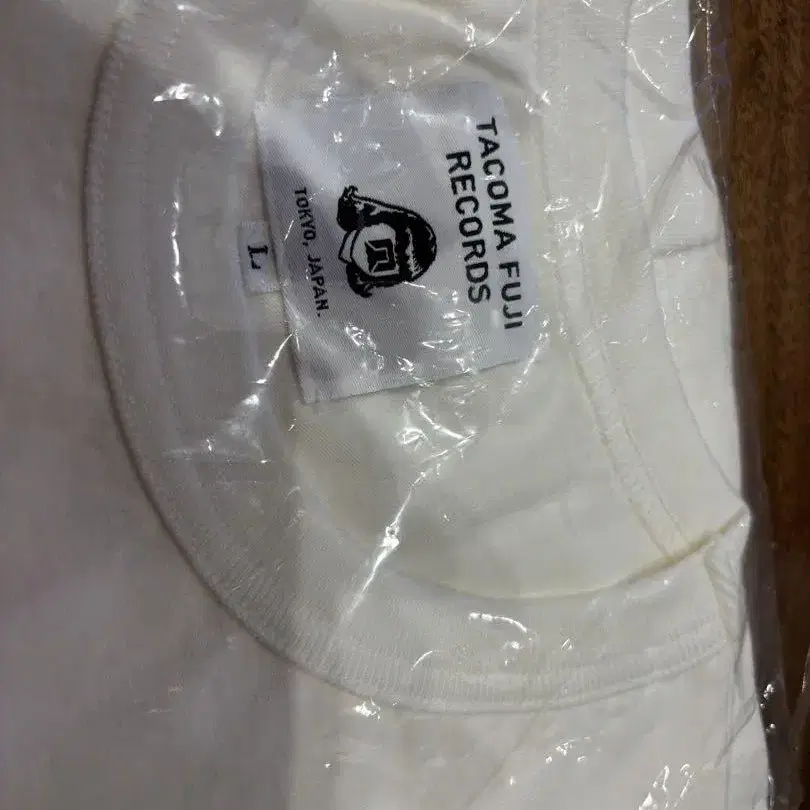 TACOMA FUJI
RECORDS
TOKYO, JAPAN.
L